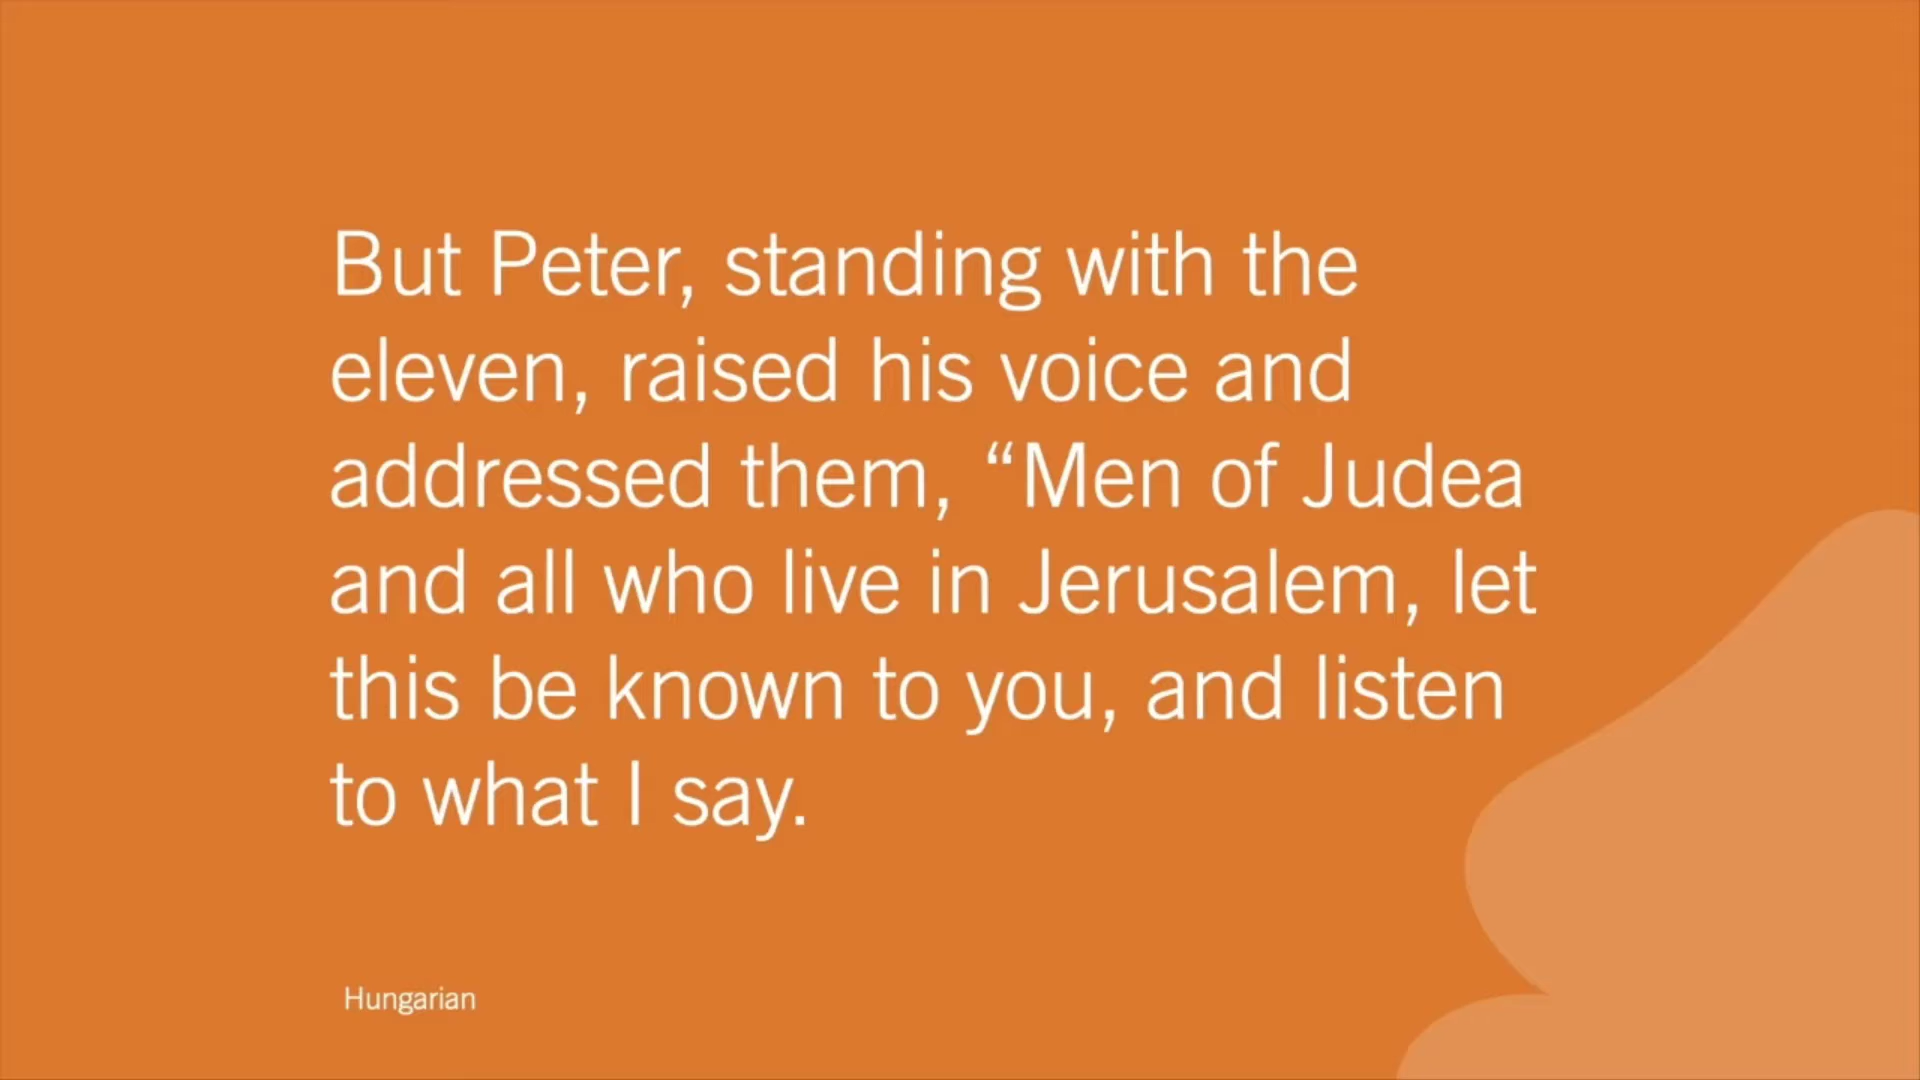 But Peter, standing with the
eleven, raised his voice and
addressed them, “Men of Judea
and all who live in Jerusalem, let
this be known to you, and listen
to what I say.
Hungarian